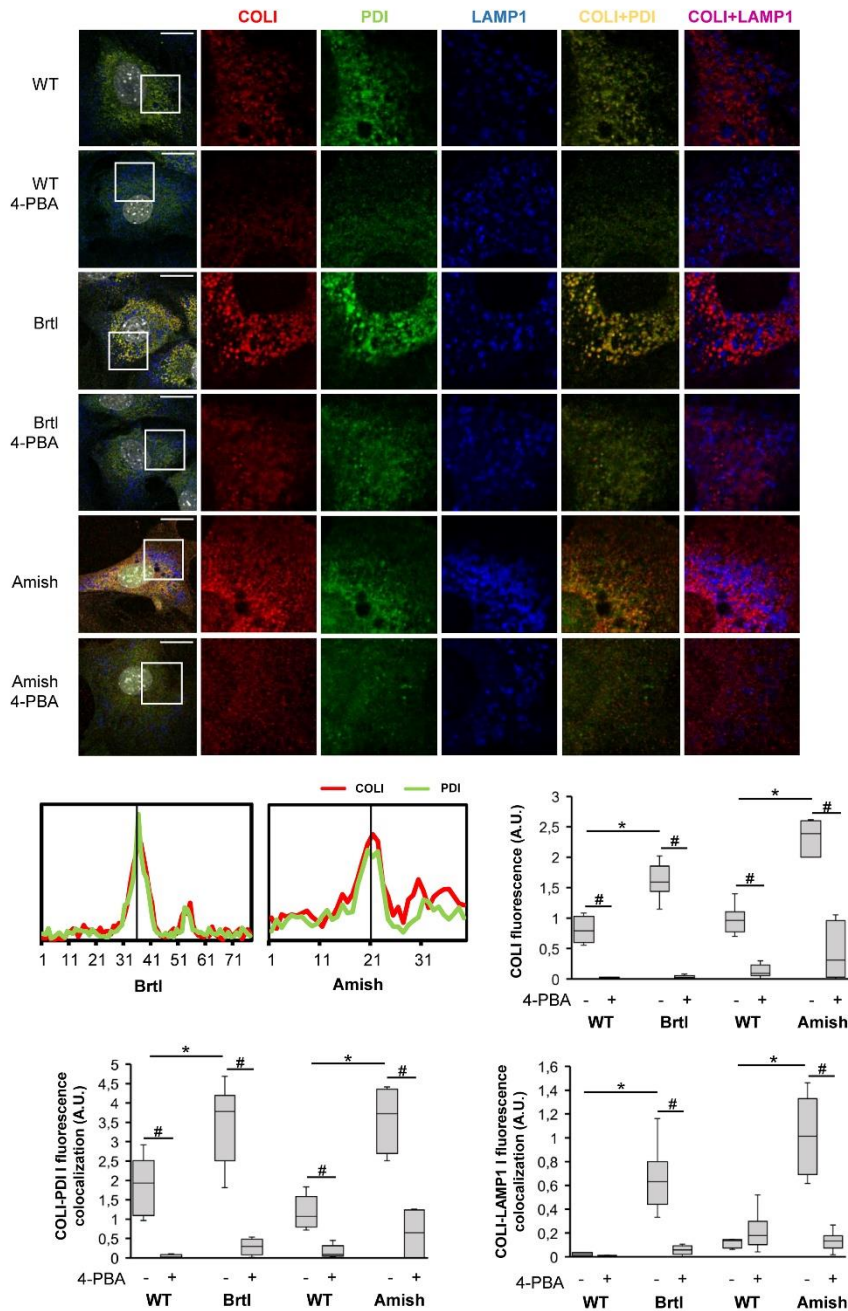 COLI PDI LAMP1 COLI+PDI COLI+LAMP1
WT
WT
4-PBA
Brtl
Brtl
4-PBA
Amish
Amish
4-PBA
COLI PDI
1 11 21 31 41 51 61 71
Brtl
1 11 21 31
Amish
COLI fluorescence (A.U.)
3
2,5
2
1,5
1
0,5
0
* # # * # #
4-PBA - + - + - + - +
WT Brtl WT Amish
COLI-PDI I fluorescence
colocalization (A.U.)
5
4,5
4
3,5
3
2,5
2
1,5
1
0,5
0
# * # # * #
4-PBA - + - + - + - +
WT Brtl WT Amish
COLI-LAMP1 I fluorescence
colocalization (A.U.)
1,6
1,4
1,2
1
0,8
0,6
0,4
0,2
0
* # * #
4-PBA - + - + - + - +
WT Brtl WT Amish